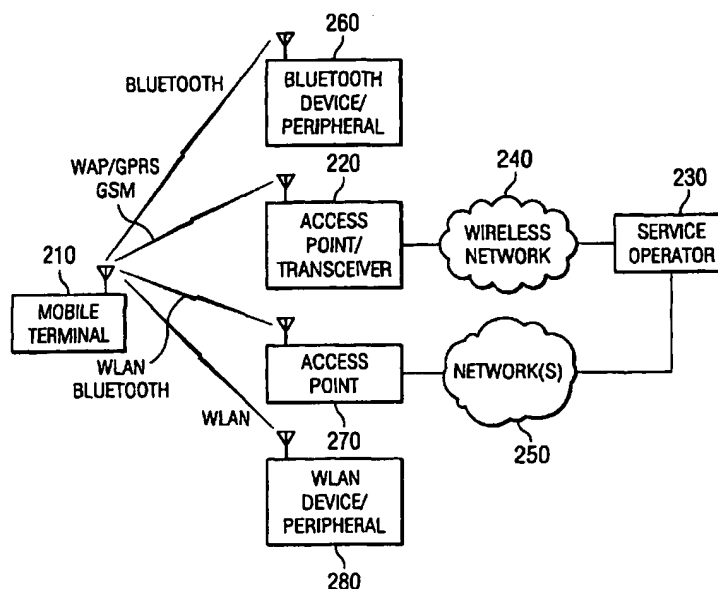 260
BLUETOOTH
BLUETOOTH
DEVICE/
PERIPHERAL
WAP/GPRS
GSM
220
240
230
ACCESS
POINT/
TRANSCEIVER
WIRELESS
NETWORK
SERVICE
OPERATOR
210
MOBILE
TERMINAL
WLAN
BLUETOOTH
ACCESS
POINT
NETWORK(S)
WLAN
270
250
WLAN
DEVICE/
PERIPHERAL
280